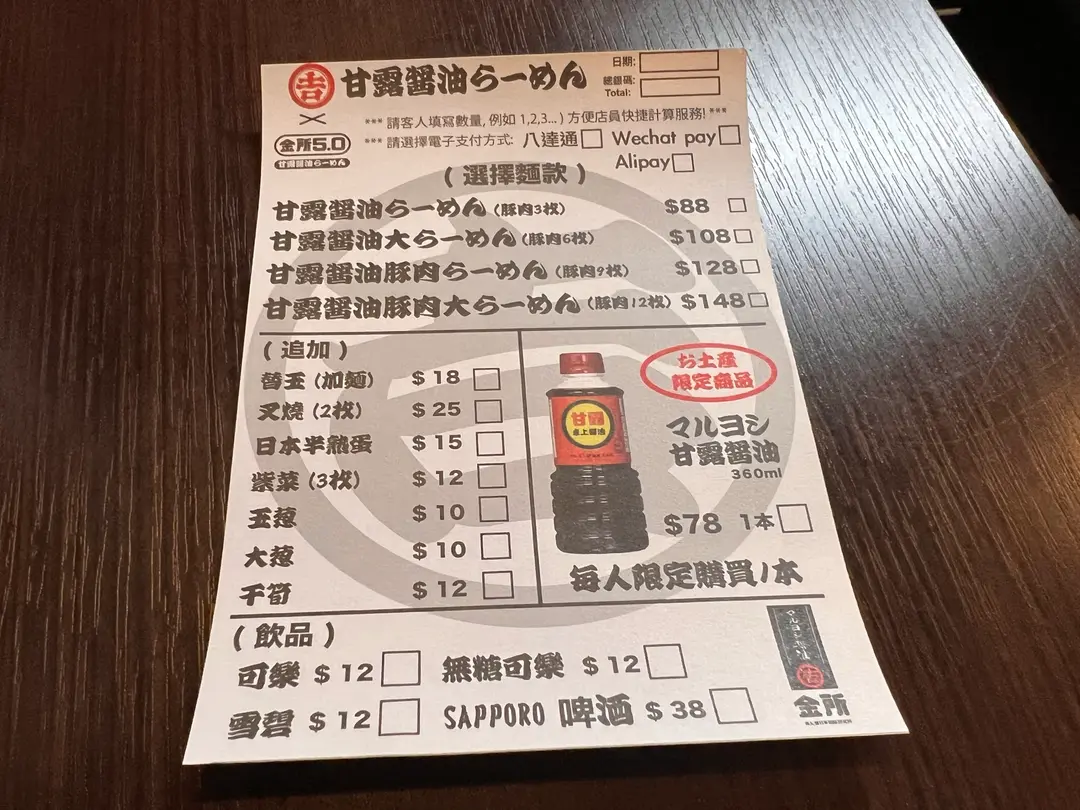 吉 甘露醤油らーめん
日期:
總銀碼:
Total:
×
金所5.0
甘露醤油らーめん
*** 請客人填寫數量, 例如 1,2,3... ) 方便店員快捷計算服務! ***
*** 請選擇電子支付方式: 八達通 Wechat pay
Alipay
( 選擇麵款 )
甘露醤油らーめん (豚肉3枚) $88
甘露醤油大らーめん (豚肉6枚) $108
甘露醤油豚肉らーめん (豚肉9枚) $128
甘露醤油豚肉大らーめん (豚肉12枚) $148
( 追加 )
替玉 (加麵) $ 18
叉燒 (2枚) $ 25
日本半熟蛋 $ 15
紫菜 (3枚) $ 12
玉葱 $ 10
大葱 $ 10
干筍 $ 12
お土産
限定商品
甘露
卓上醤油
マルヨシ
甘露醤油
360ml
$78 1本
每人限定購買1本
( 飲品 )
可樂 $ 12 無糖可樂 $ 12
雪碧 $ 12 SAPPORO 啤酒 $ 38
吉
金所